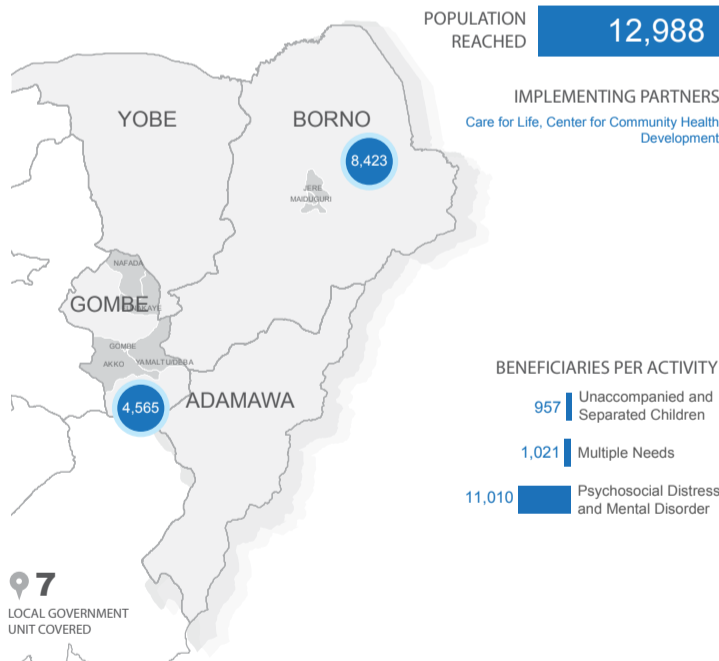 POPULATION
REACHED
12,988
IMPLEMENTING PARTNERS
Care for Life, Center for Community Health
Development
YOBE
BORNO
8,423
JERE
MAIDUGURI
NAFADA
GOMBE
GOMBE
AKKO
YAMALTU/DEBA
4,565
ADAMAWA
BENEFICIARIES PER ACTIVITY
957
Unaccompanied and
Separated Children
1,021
Multiple Needs
11,010
Psychosocial Distress
and Mental Disorder
7
LOCAL GOVERNMENT
UNIT COVERED